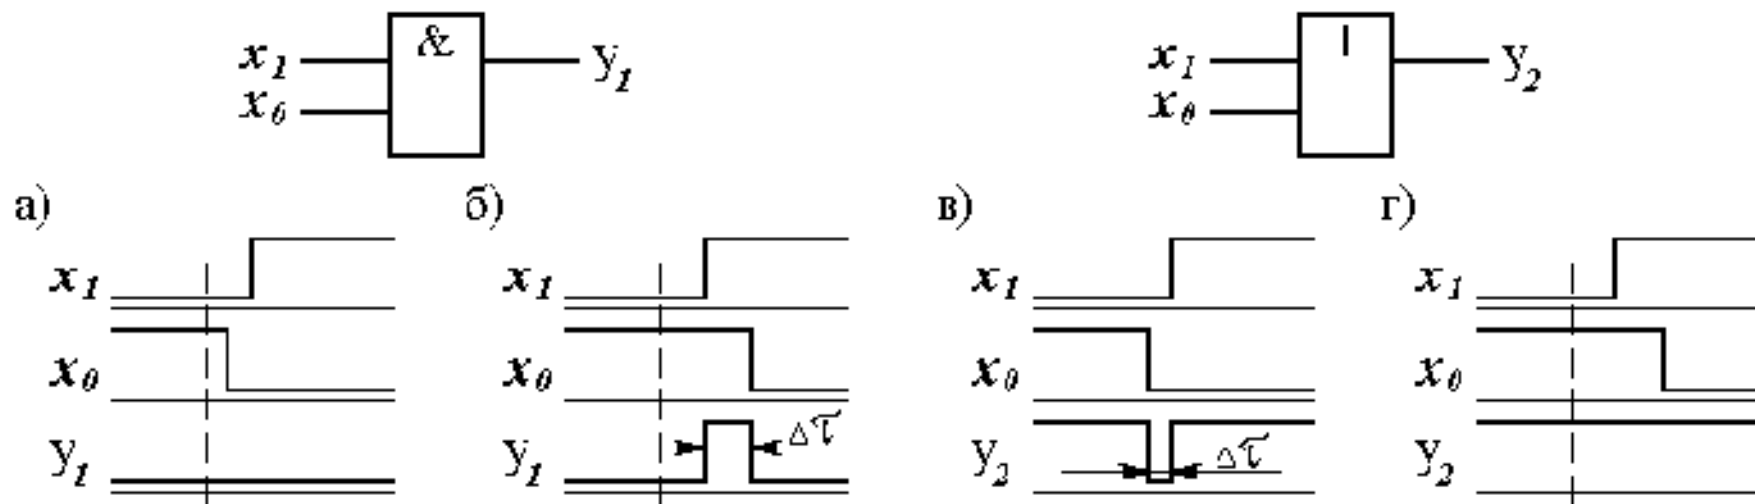 & 1
x₁ y₁ x₁ y₂
x₀ x₀
а) б) в) г)
x₁ x₁ x₁ x₁
x₀ x₀ x₀ x₀
y₁ y₁ Δτ y₂ Δτ y₂